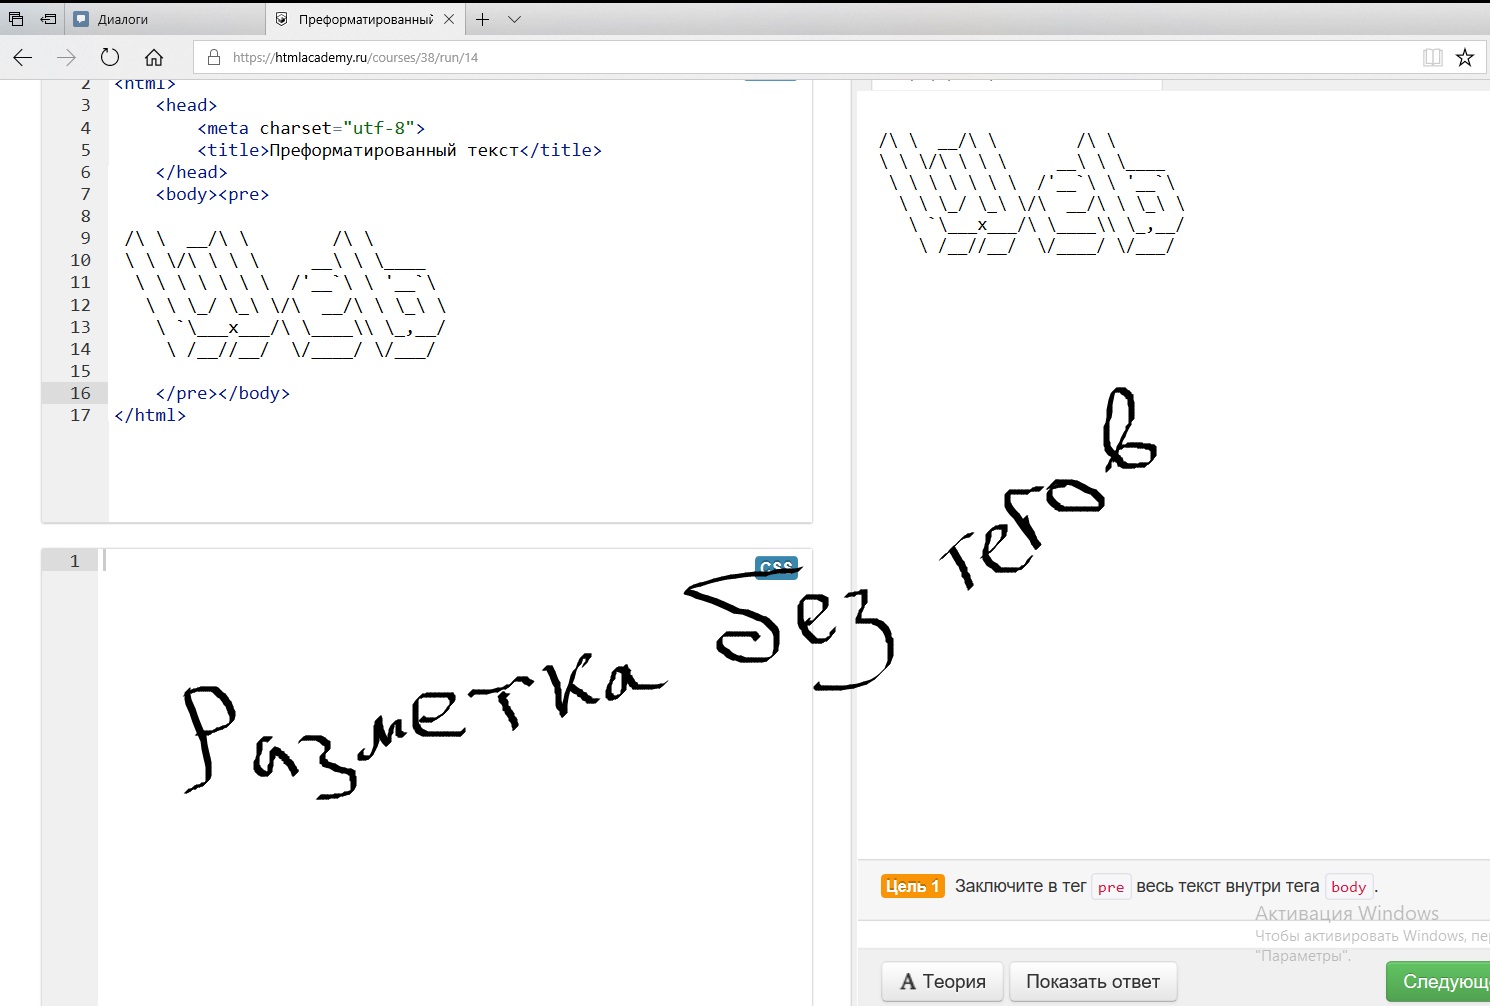 Диалоги
Преформатированный
https://htmlacademy.ru/courses/38/run/14
2 <html>
3     <head>
4         <meta charset="utf-8">
5         <title>Преформатированный текст</title>
6     </head>
7     <body><pre>
8
9  /\ \  __/\ \        /\ \
10 \ \ \/\ \ \ \     __\ \ \____
11  \ \ \ \ \ \ \  /'__`\ \ '__`\
12   \ \ \_/ \_\ \/\  __/\ \ \_\ \
13    \ `\___x___/\ \____\\ \_,__/
14     \ /__//__/  \/____/ \/___/
15
16     </pre></body>
17 </html>
/\ \  __/\ \        /\ \
\ \ \/\ \ \ \     __\ \ \____
 \ \ \ \ \ \ \  /'__`\ \ '__`\
  \ \ \_/ \_\ \/\  __/\ \ \_\ \
   \ `\___x___/\ \____\\ \_,__/
    \ /__//__/  \/____/ \/___/
1
CSS
Разметка без тегов
Цель 1 Заключите в тег pre весь текст внутри тега body.
Активация Windows
Чтобы активировать Windows, пе
"Параметры".
А Теория Показать ответ Следующ